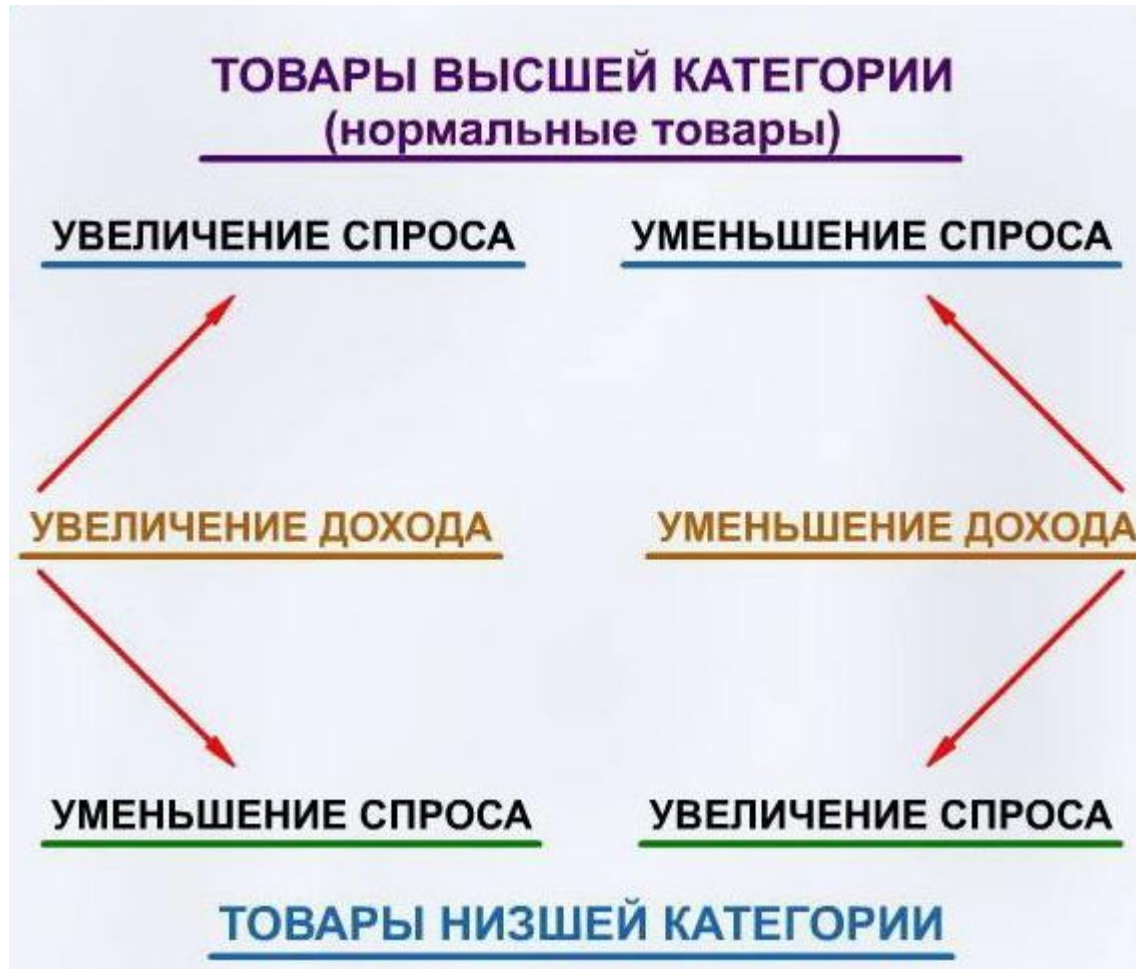 ТОВАРЫ ВЫСШЕЙ КАТЕГОРИИ
(нормальные товары)
УВЕЛИЧЕНИЕ СПРОСА
УМЕНЬШЕНИЕ СПРОСА
УВЕЛИЧЕНИЕ ДОХОДА
УМЕНЬШЕНИЕ ДОХОДА
УМЕНЬШЕНИЕ СПРОСА
УВЕЛИЧЕНИЕ СПРОСА
ТОВАРЫ НИЗШЕЙ КАТЕГОРИИ